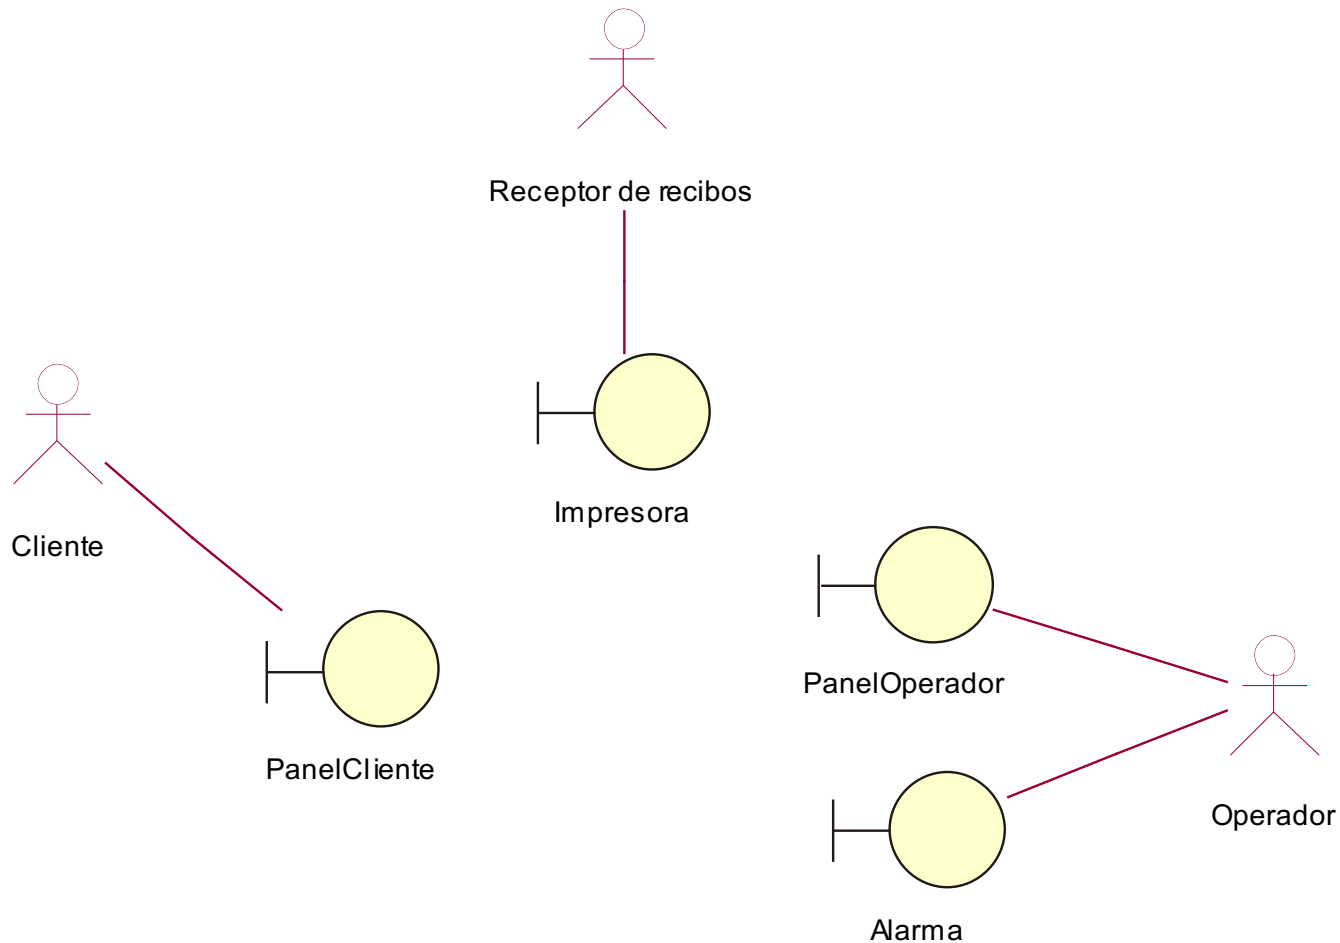 Receptor de recibos
Impresora
Cliente
PanelOperador
PanelCliente
Operador
Alarma